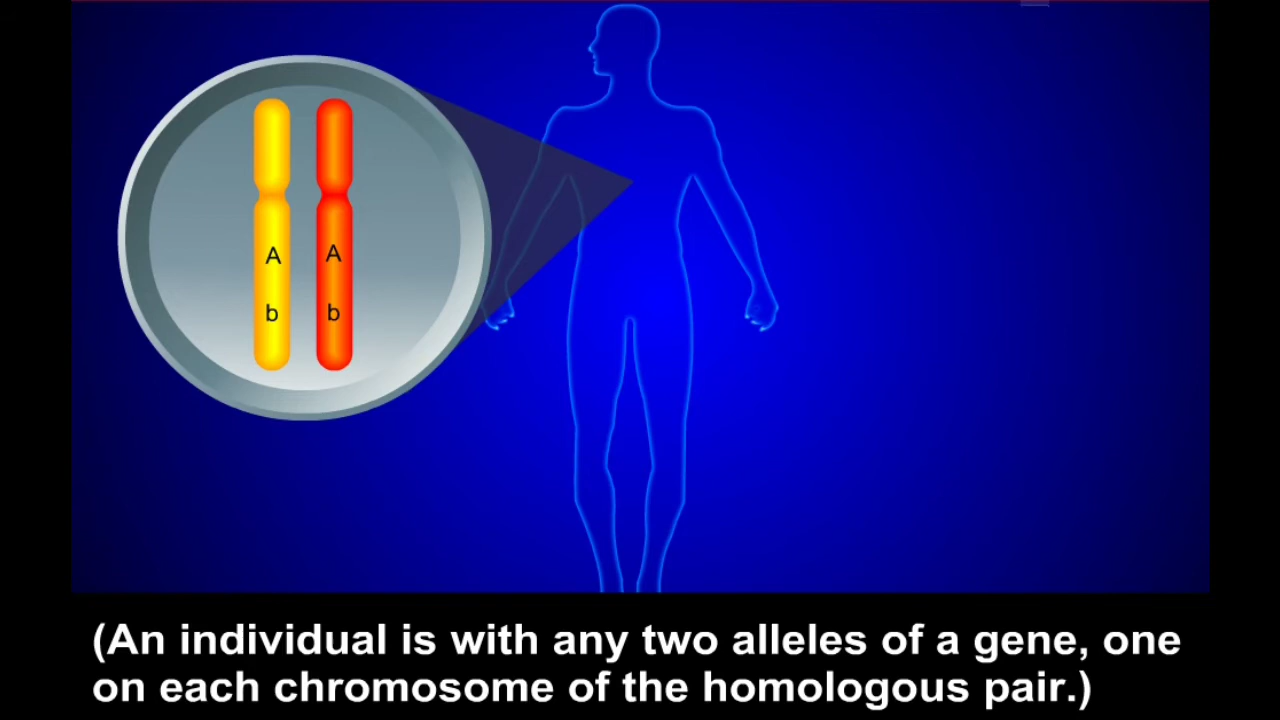 A A
b b
(An individual is with any two alleles of a gene, one
on each chromosome of the homologous pair.)